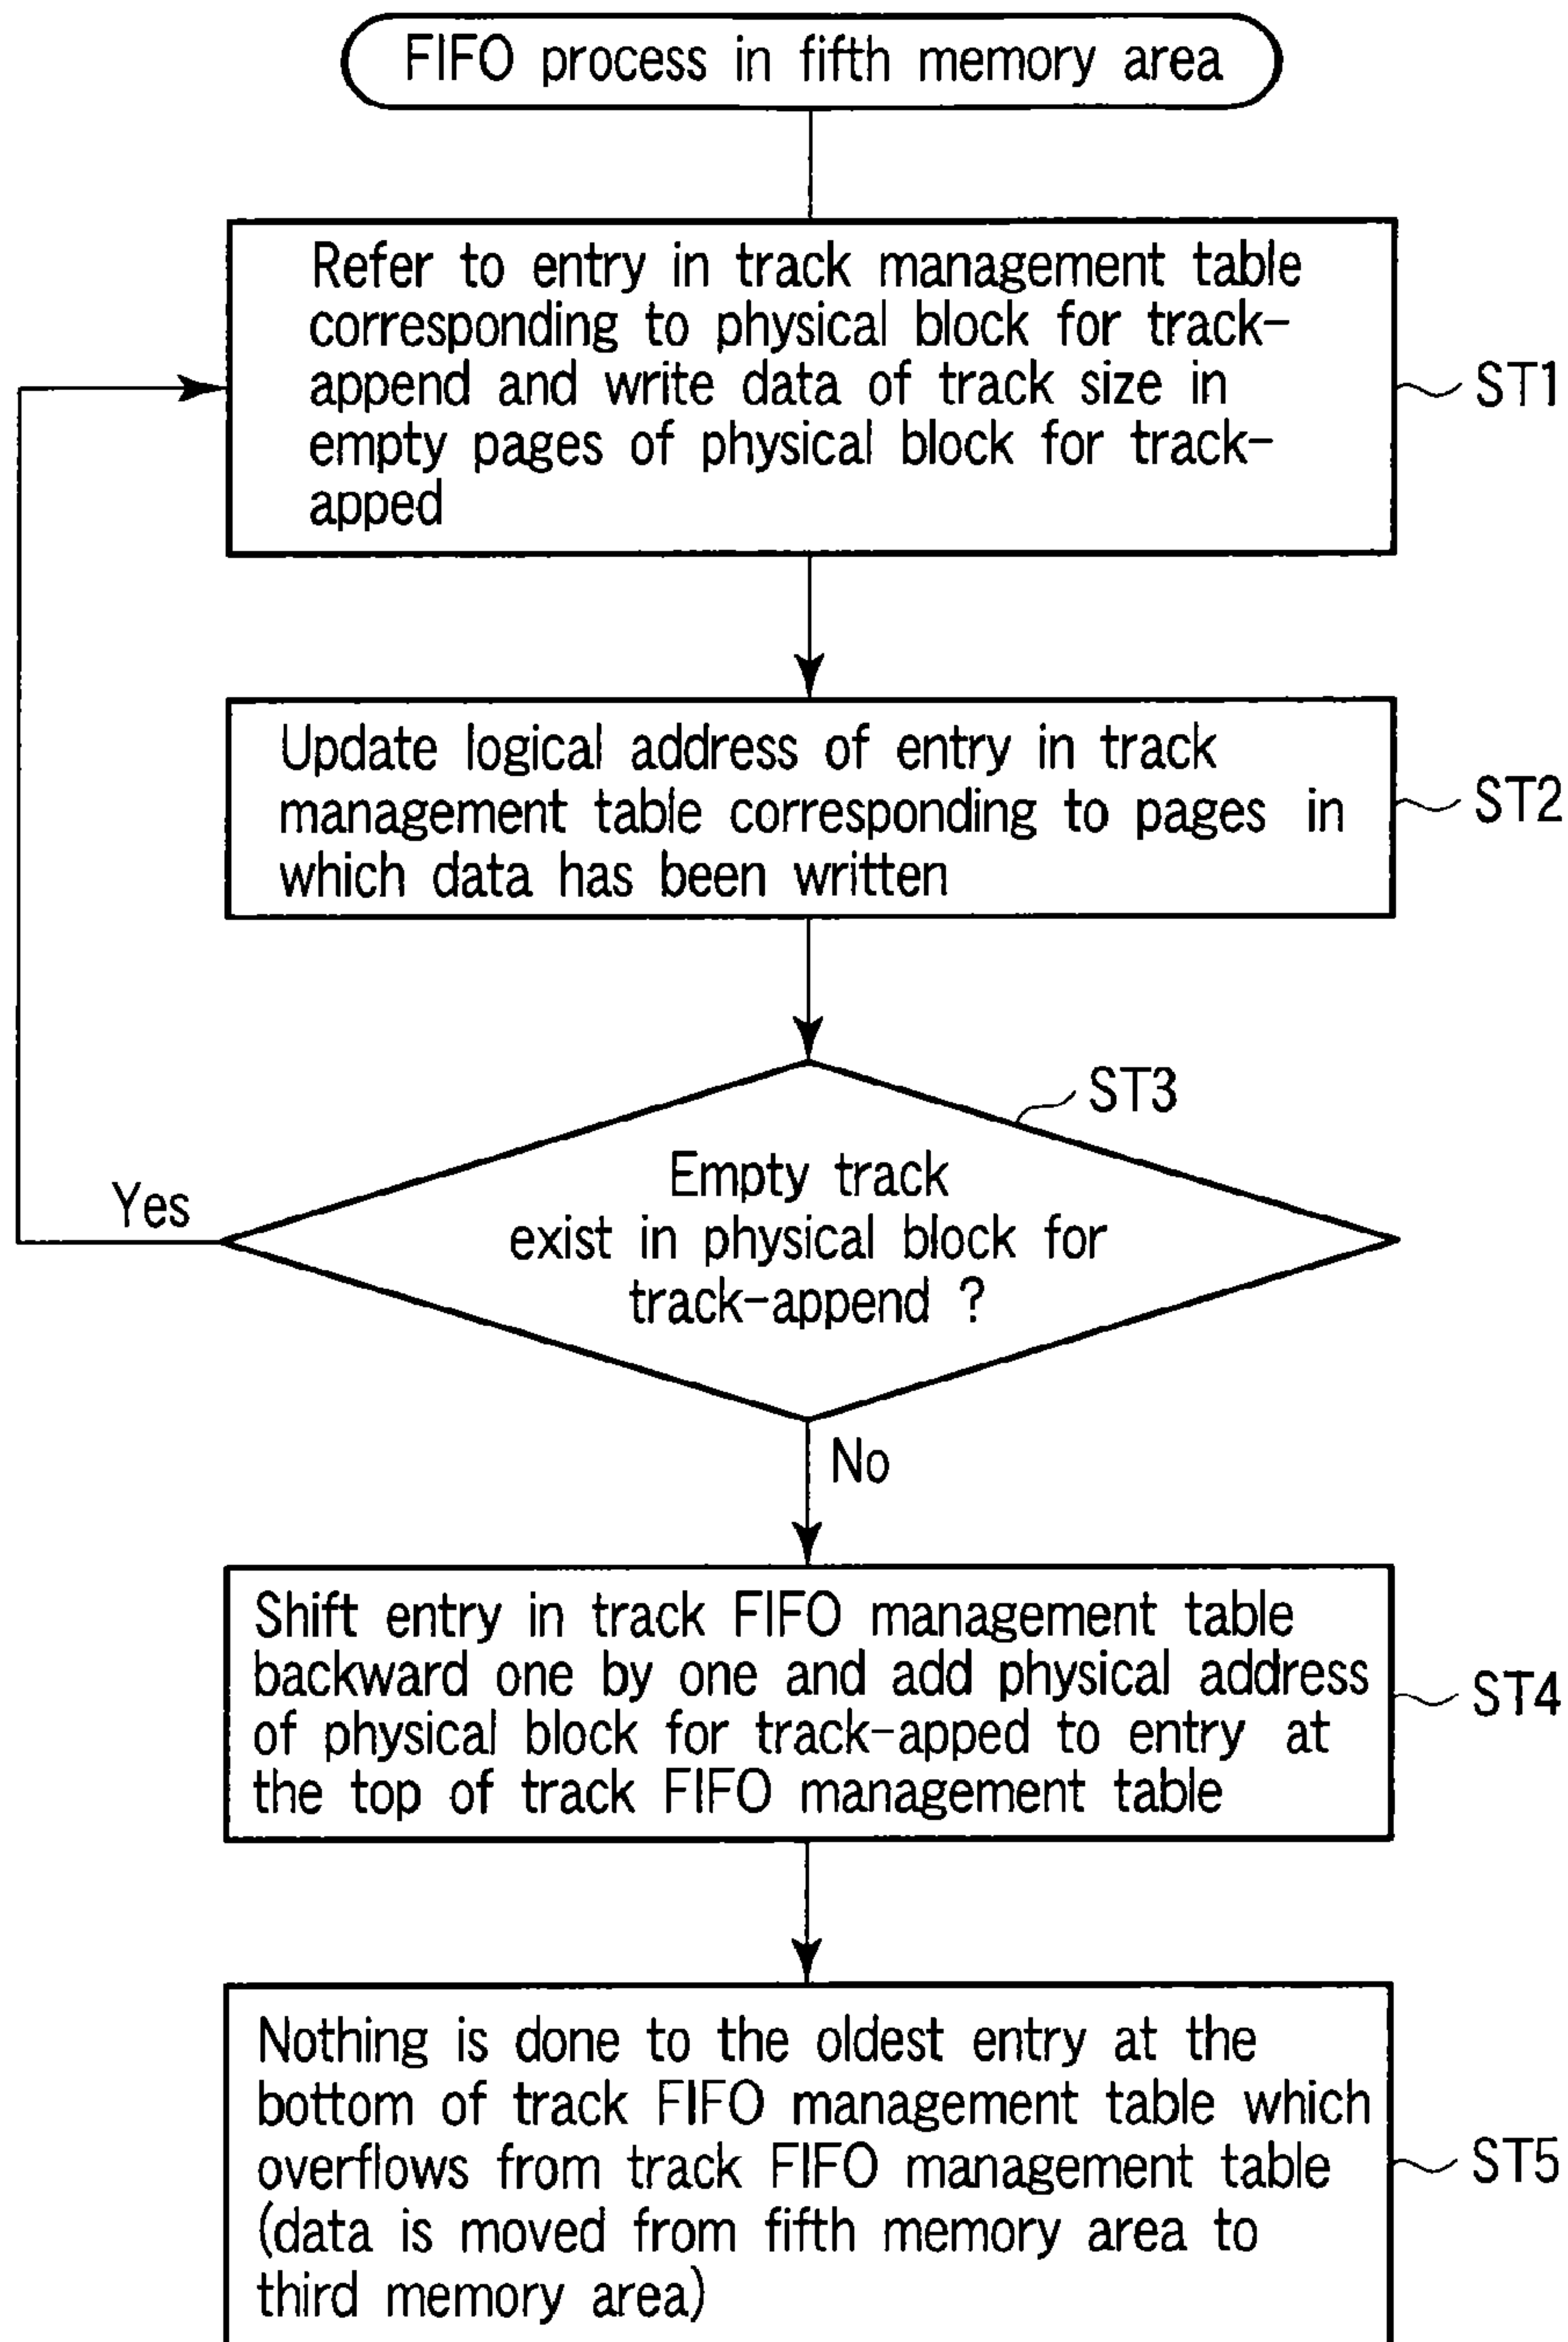 FIFO process in fifth memory area
Refer to entry in track management table
corresponding to physical block for track-
append and write data of track size in
empty pages of physical block for track-
apped
ST1
Update logical address of entry in track
management table corresponding to pages in
which data has been written
ST2
ST3
Empty track
exist in physical block for
track-append ?
Yes
No
Shift entry in track FIFO management table
backward one by one and add physical address
of physical block for track-apped to entry at
the top of track FIFO management table
ST4
Nothing is done to the oldest entry at the
bottom of track FIFO management table which
overflows from track FIFO management table
(data is moved from fifth memory area to
third memory area)
ST5